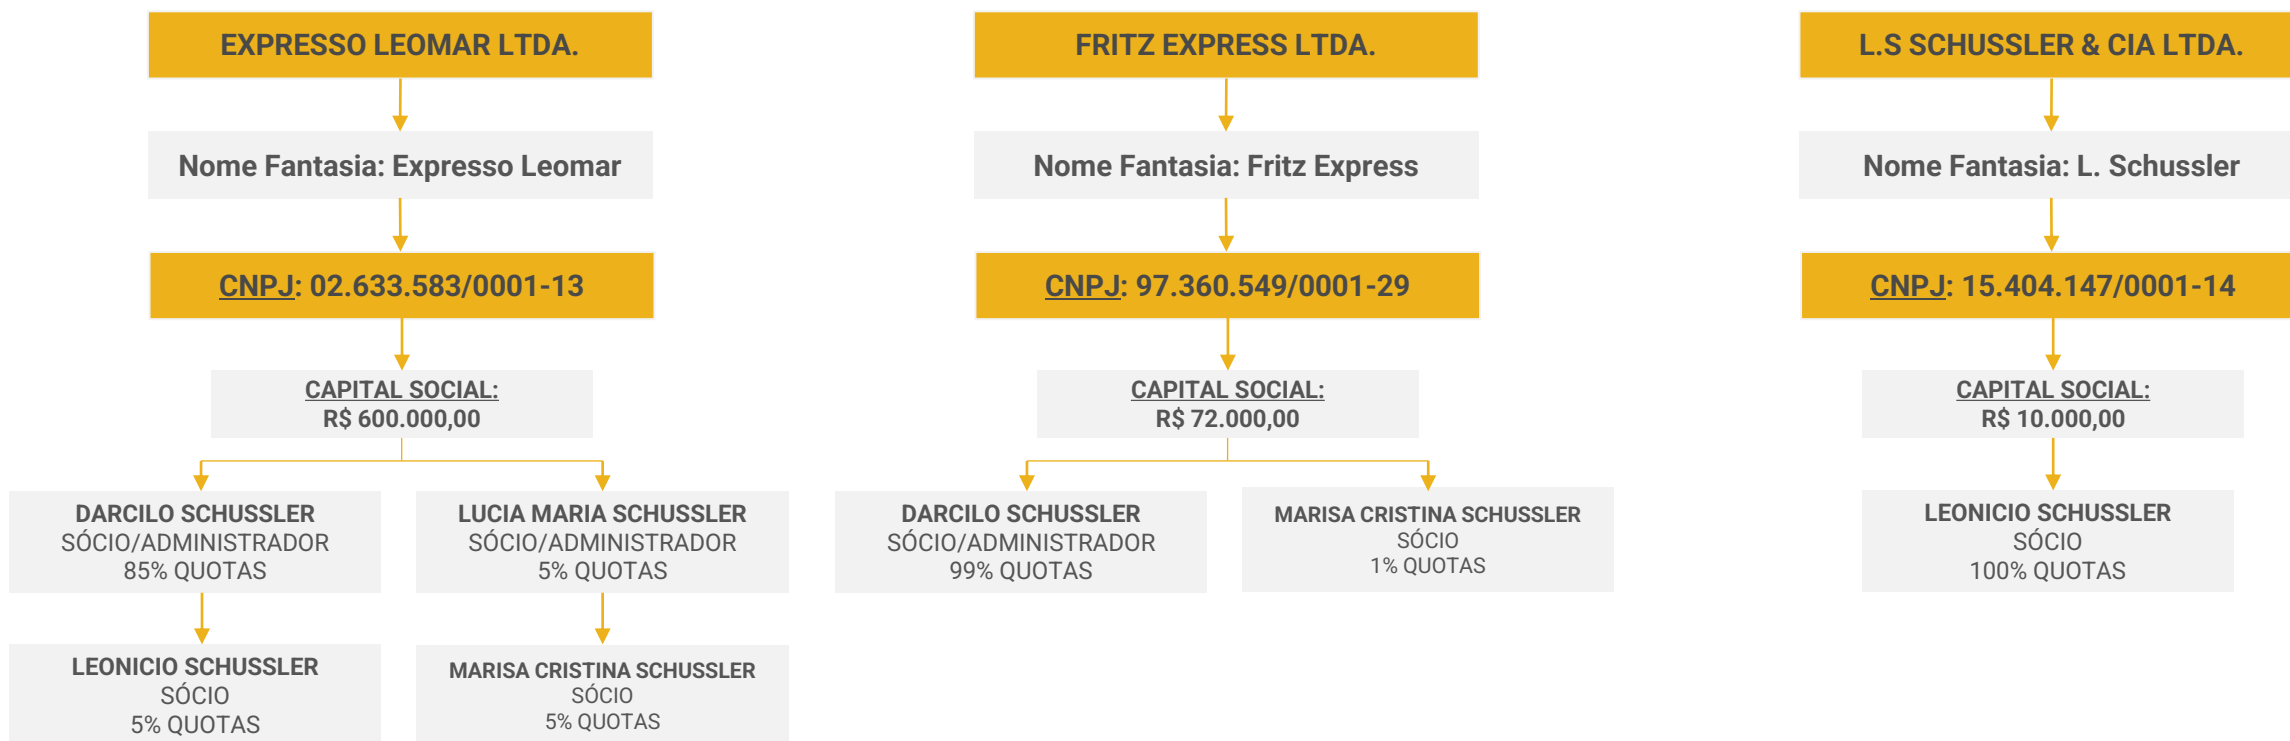 EXPRESSO LEOMAR LTDA.
Nome Fantasia: Expresso Leomar
CNPJ: 02.633.583/0001-13
CAPITAL SOCIAL:
R$ 600.000,00
DARCILO SCHUSSLER
SÓCIO/ADMINISTRADOR
85% QUOTAS
LUCIA MARIA SCHUSSLER
SÓCIO/ADMINISTRADOR
5% QUOTAS
LEONICIO SCHUSSLER
SÓCIO
5% QUOTAS
MARISA CRISTINA SCHUSSLER
SÓCIO
5% QUOTAS
FRITZ EXPRESS LTDA.
Nome Fantasia: Fritz Express
CNPJ: 97.360.549/0001-29
CAPITAL SOCIAL:
R$ 72.000,00
DARCILO SCHUSSLER
SÓCIO/ADMINISTRADOR
99% QUOTAS
MARISA CRISTINA SCHUSSLER
SÓCIO
1% QUOTAS
L.S SCHUSSLER & CIA LTDA.
Nome Fantasia: L. Schussler
CNPJ: 15.404.147/0001-14
CAPITAL SOCIAL:
R$ 10.000,00
LEONICIO SCHUSSLER
SÓCIO
100% QUOTAS